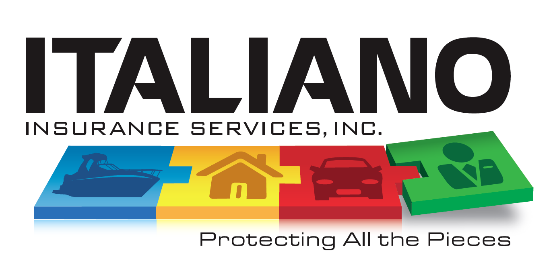 ITALIANO
INSURANCE SERVICES, INC.
Protecting All the Pieces